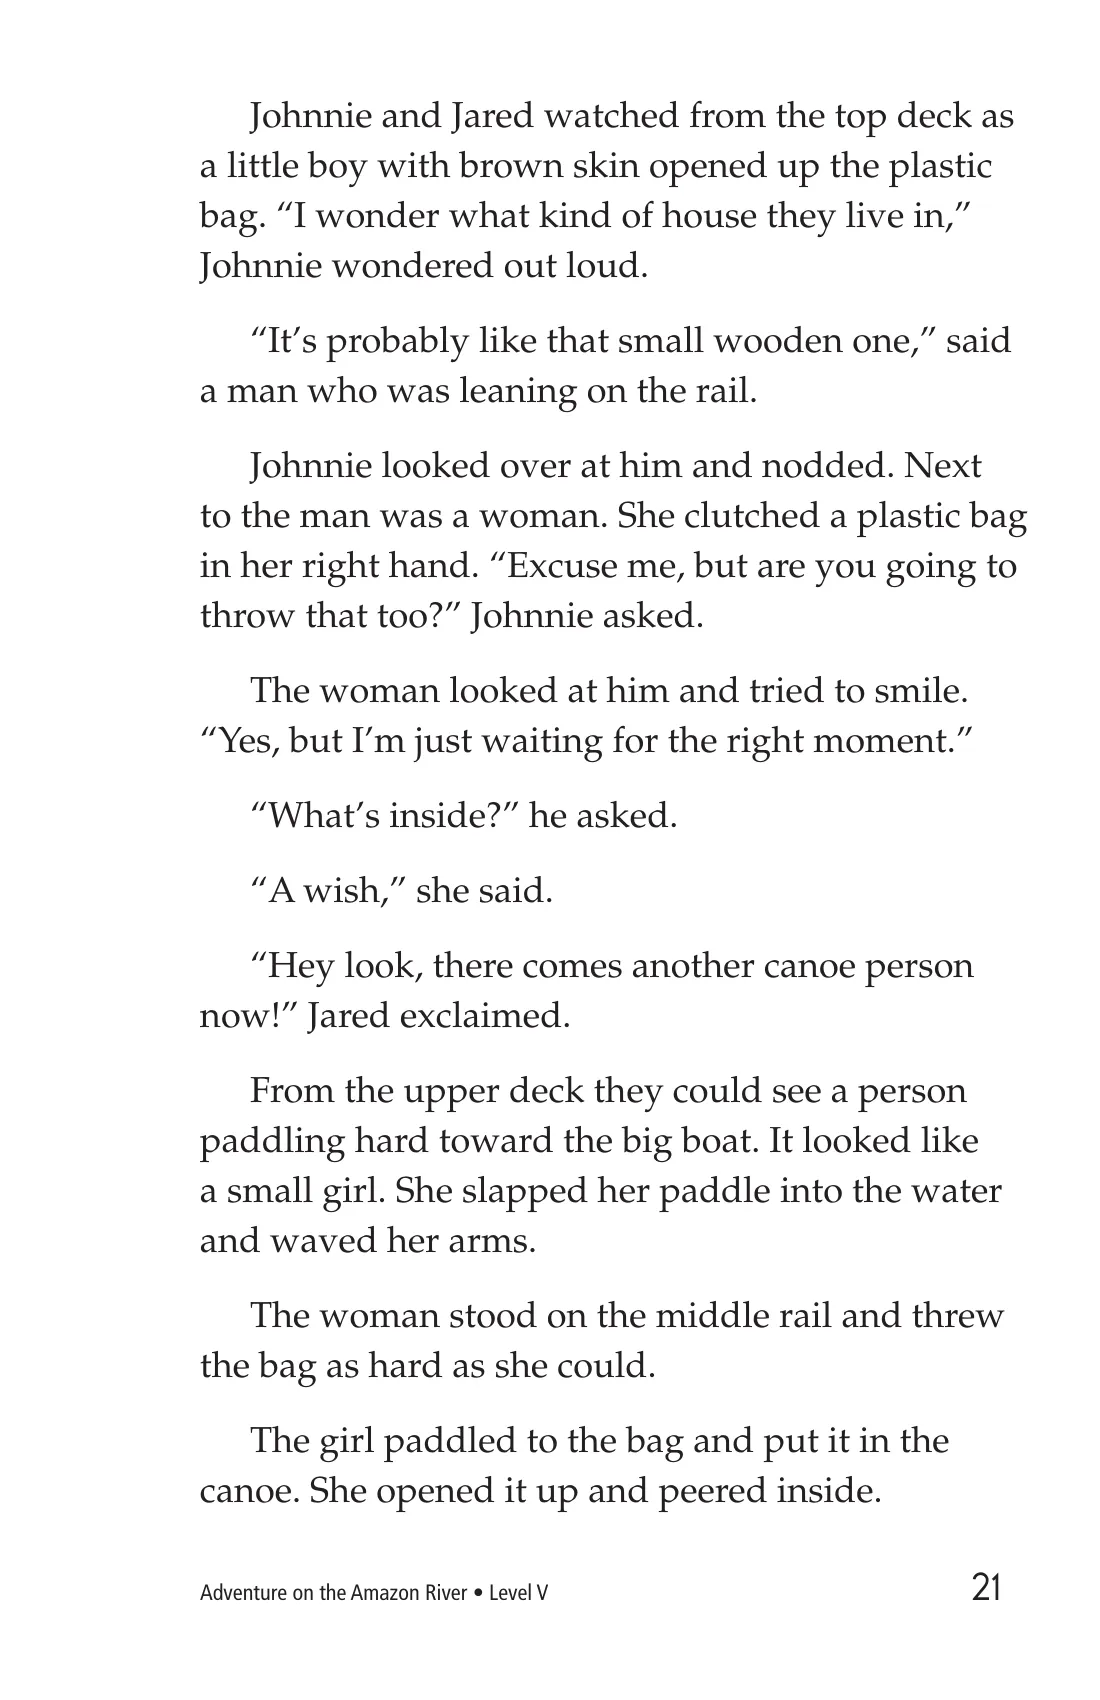 Johnnie and Jared watched from the top deck as
a little boy with brown skin opened up the plastic
bag. “I wonder what kind of house they live in,”
Johnnie wondered out loud.
“It’s probably like that small wooden one,” said
a man who was leaning on the rail.
Johnnie looked over at him and nodded. Next
to the man was a woman. She clutched a plastic bag
in her right hand. “Excuse me, but are you going to
throw that too?” Johnnie asked.
The woman looked at him and tried to smile.
“Yes, but I’m just waiting for the right moment.”
“What’s inside?” he asked.
“A wish,” she said.
“Hey look, there comes another canoe person
now!” Jared exclaimed.
From the upper deck they could see a person
paddling hard toward the big boat. It looked like
a small girl. She slapped her paddle into the water
and waved her arms.
The woman stood on the middle rail and threw
the bag as hard as she could.
The girl paddled to the bag and put it in the
canoe. She opened it up and peered inside.
Adventure on the Amazon River • Level V 21